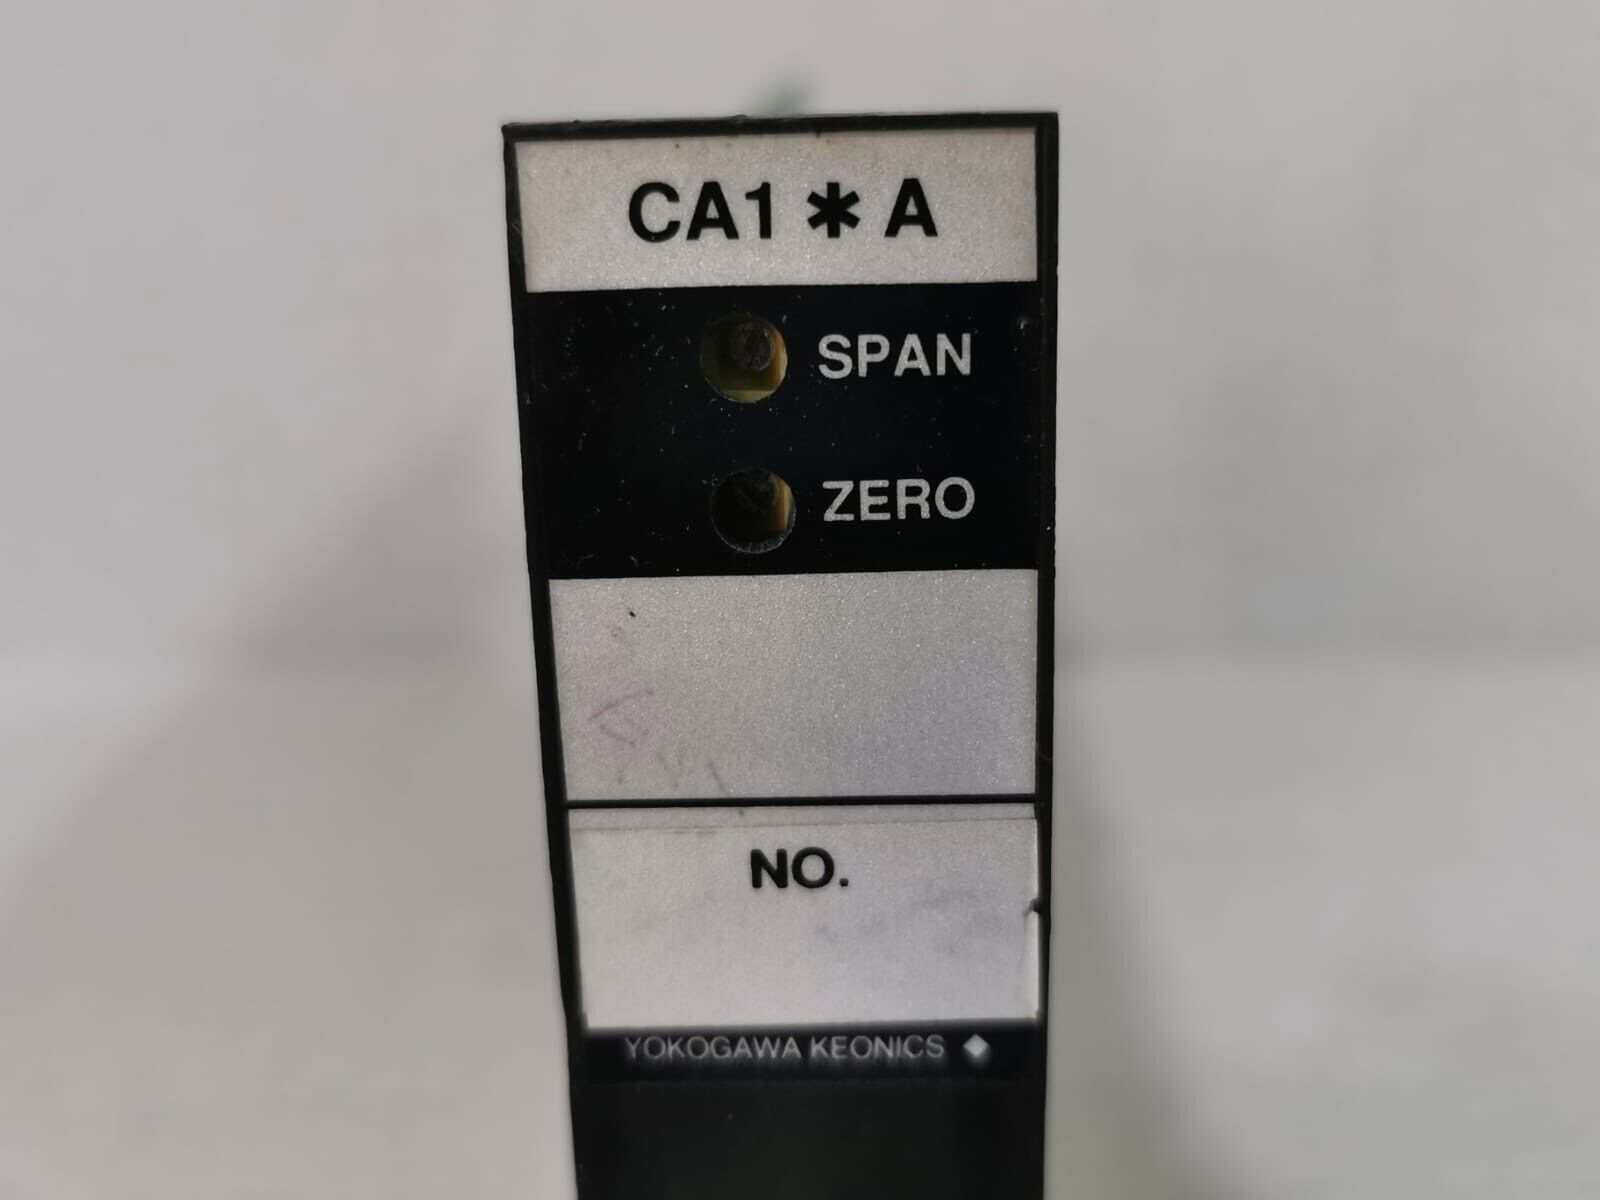 CA1 * A
SPAN
ZERO
NO.
YOKOGAWA KEONICS ◆